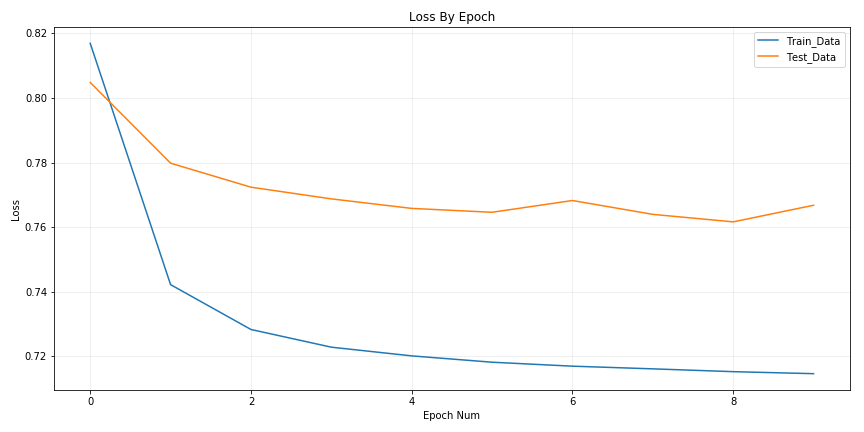 Loss By Epoch
Train_Data
Test_Data
0.82
0.80
0.78
0.76
0.74
0.72
Loss
0 2 4 6 8
Epoch Num